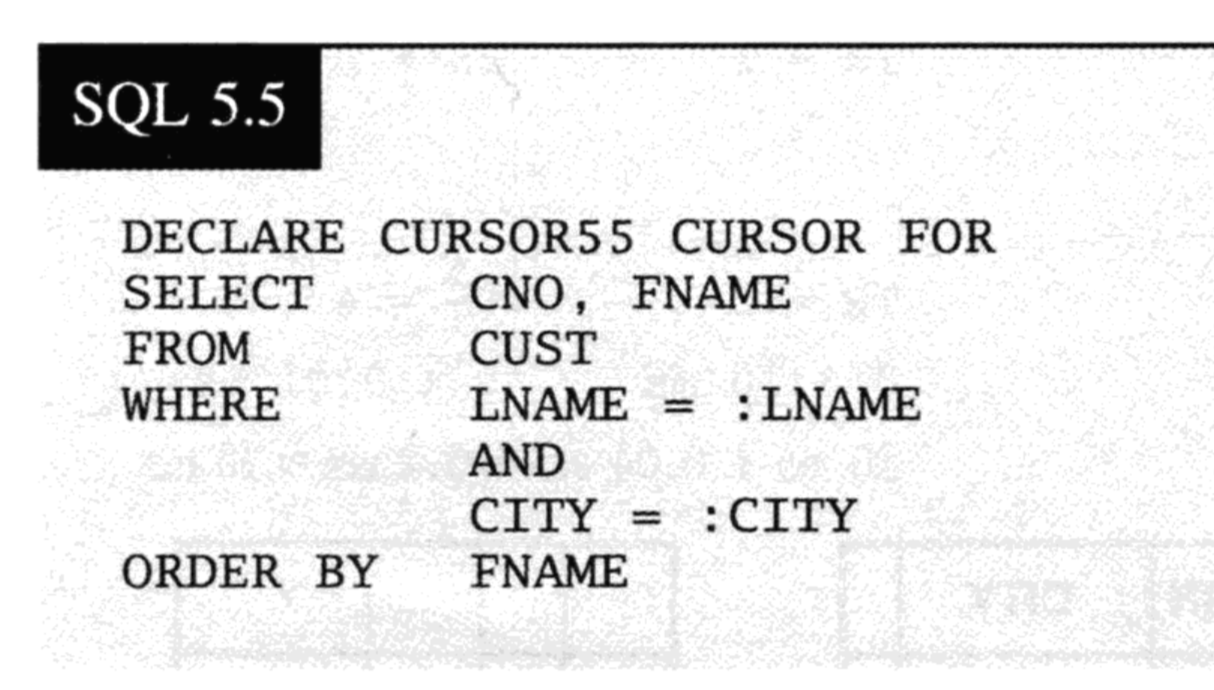 SQL 5.5
DECLARE CURSOR55 CURSOR FOR
SELECT CNO, FNAME
FROM CUST
WHERE LNAME = :LNAME
AND
CITY = :CITY
ORDER BY FNAME